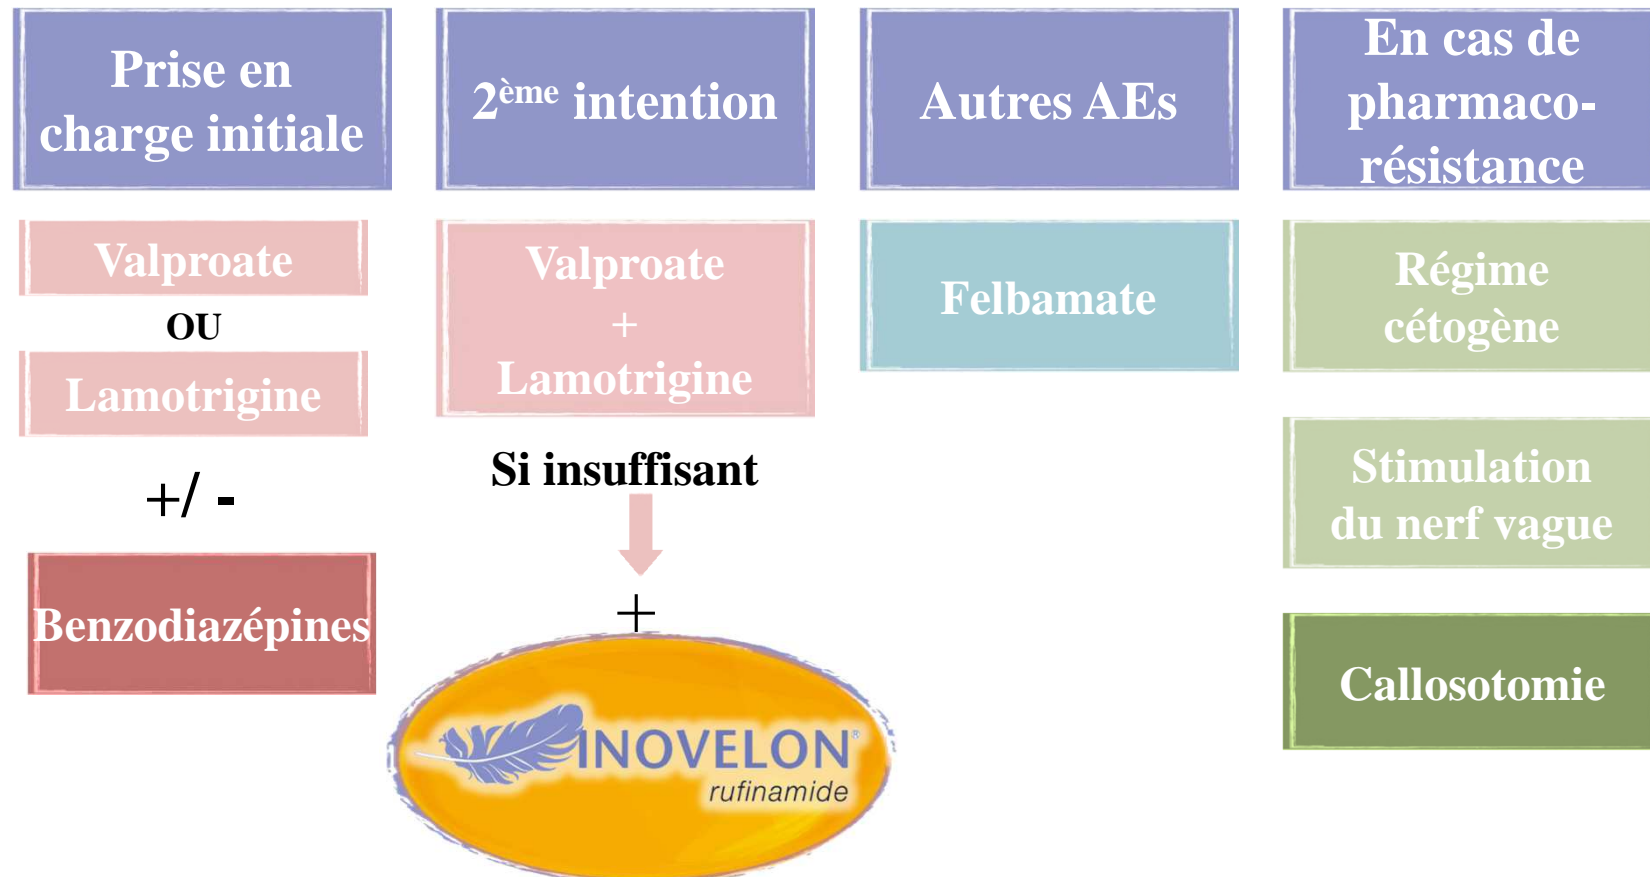 Prise en
charge initiale
Valproate
OU
Lamotrigine
+/ -
Benzodiazépines
2ème intention
Valproate
+
Lamotrigine
Si insuffisant
+
INOVELON®
rufinamide
Autres AEs
Felbamate
En cas de
pharmaco-
résistance
Régime
cétogène
Stimulation
du nerf vague
Callosotomie